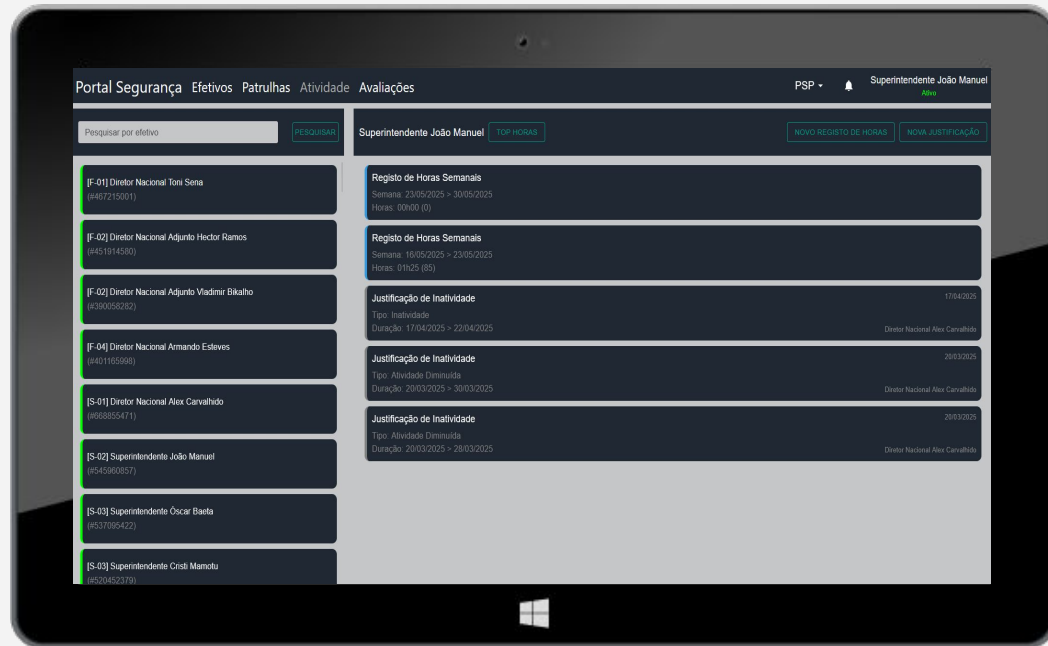 Portal Segurança Efetivos Patrulhas Atividade Avaliações
PSP
Superintendente João Manuel
Ativo
Pesquisar por efetivo
PESQUISAR
[F-01] Diretor Nacional Toni Sena
(#467215001)
[F-02] Diretor Nacional Adjunto Hector Ramos
(#451914580)
[F-02] Diretor Nacional Adjunto Vladimir Bikalho
(#390058282)
[F-04] Diretor Nacional Armando Esteves
(#401165998)
[S-01] Diretor Nacional Alex Carvalhido
(#668855471)
[S-02] Superintendente João Manuel
(#545960857)
[S-03] Superintendente Òscar Baeta
(#537095422)
[S-03] Superintendente Cristi Mamotu
(#520452379)
Superintendente João Manuel
TOP HORAS
NOVO REGISTO DE HORAS
NOVA JUSTIFICAÇÃO
Registo de Horas Semanais
Semana: 23/05/2025 > 30/05/2025
Horas: 00h00 (0)
Registo de Horas Semanais
Semana: 16/05/2025 > 23/05/2025
Horas: 01h25 (85)
Justificação de Inatividade
17/04/2025
Tipo: Inatividade
Duração: 17/04/2025 > 22/04/2025
Diretor Nacional Alex Carvalhido
Justificação de Inatividade
20/03/2025
Tipo: Atividade Diminuída
Duração: 20/03/2025 > 30/03/2025
Diretor Nacional Alex Carvalhido
Justificação de Inatividade
20/03/2025
Tipo: Atividade Diminuída
Duração: 20/03/2025 > 28/03/2025
Diretor Nacional Alex Carvalhido